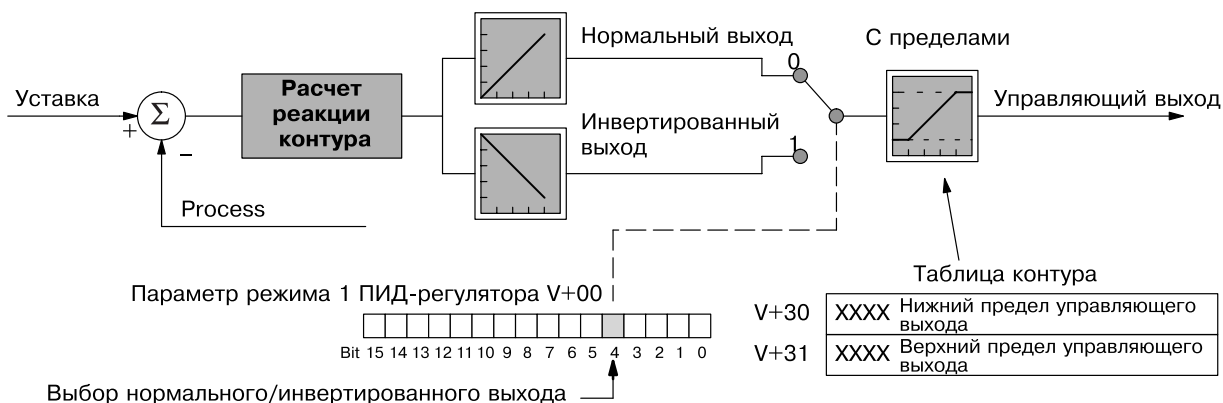 Нормальный выход
С пределами
0
Уставка
+
Σ
−
Расчет
реакции
контура
Управляющий выход
Инвертированный
выход
1
Process
Таблица контура
Параметр режима 1 ПИД-регулятора V+00
V+30 XXXX Нижний предел управляющего
выхода
V+31 XXXX Верхний предел управляющего
выхода
Bit 15 14 13 12 11 10 9 8 7 6 5 4 3 2 1 0
Выбор нормального/инвертированного выхода